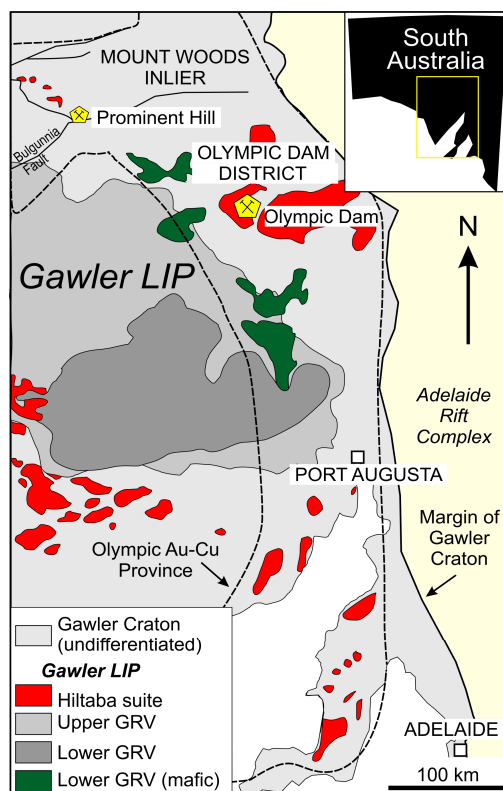 MOUNT WOODS
INLIER
South
Australia
Prominent Hill
Bulgunnia
Fault
OLYMPIC DAM
DISTRICT
Olympic Dam
N
Gawler LIP
Adelaide
Rift
Complex
PORT AUGUSTA
Margin of
Gawler
Craton
Olympic Au-Cu
Province
Gawler Craton
(undifferentiated)
Gawler LIP
Hiltaba suite
Upper GRV
Lower GRV
Lower GRV (mafic)
ADELAIDE
100 km